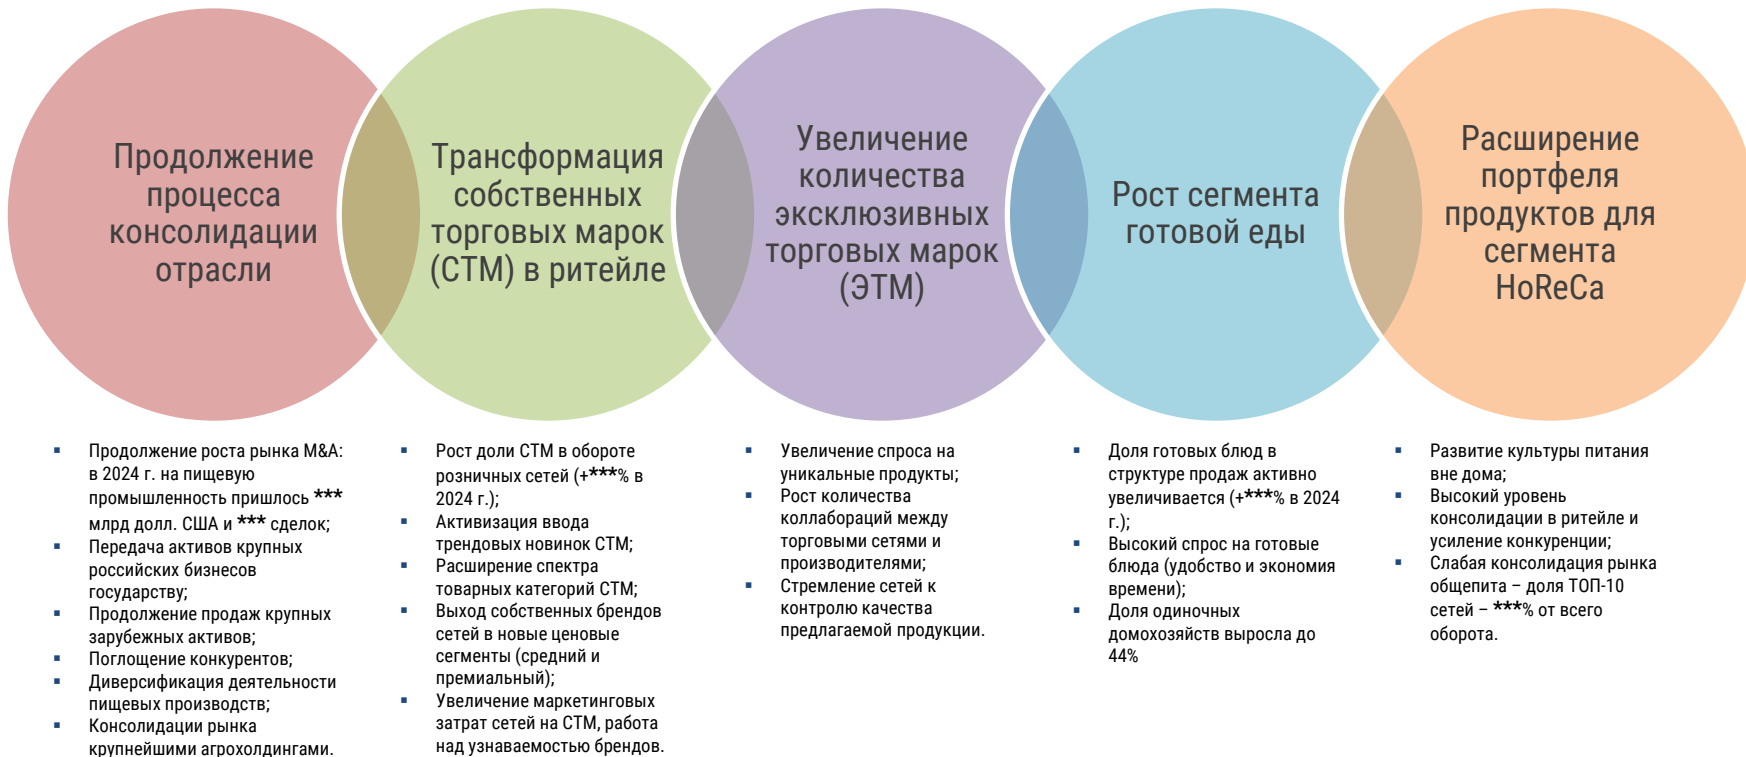 Продолжение
процесса
консолидации
отрасли
Трансформация
собственных
торговых марок
(СТМ) в ритейле
Увеличение
количества
эксклюзивных
торговых марок
(ЭТМ)
Рост сегмента
готовой еды
Расширение
портфеля
продуктов для
сегмента
HoReCa
▪ Продолжение роста рынка M&A:
в 2024 г. на пищевую
промышленность пришлось ***
млрд долл. США и *** сделок;
▪ Передача активов крупных
российских бизнесов
государству;
▪ Продолжение продаж крупных
зарубежных активов;
▪ Поглощение конкурентов;
▪ Диверсификация деятельности
пищевых производств;
▪ Консолидации рынка
крупнейшими агрохолдингами.
▪ Рост доли СТМ в обороте
розничных сетей (+***% в
2024 г.);
▪ Активизация ввода
трендовых новинок СТМ;
▪ Расширение спектра
товарных категорий СТМ;
▪ Выход собственных брендов
сетей в новые ценовые
сегменты (средний и
премиальный);
▪ Увеличение маркетинговых
затрат сетей на СТМ, работа
над узнаваемостью брендов.
▪ Увеличение спроса на
уникальные продукты;
▪ Рост количества
коллабораций между
торговыми сетями и
производителями;
▪ Стремление сетей к
контролю качества
предлагаемой продукции.
▪ Доля готовых блюд в
структуре продаж активно
увеличивается (+***% в 2024
г.);
▪ Высокий спрос на готовые
блюда (удобство и экономия
времени);
▪ Доля одиночных
домохозяйств выросла до
44%
▪ Развитие культуры питания
вне дома;
▪ Высокий уровень
консолидации в ритейле и
усиление конкуренции;
▪ Слабая консолидация рынка
общепита – доля ТОП-10
сетей – ***% от всего
оборота.